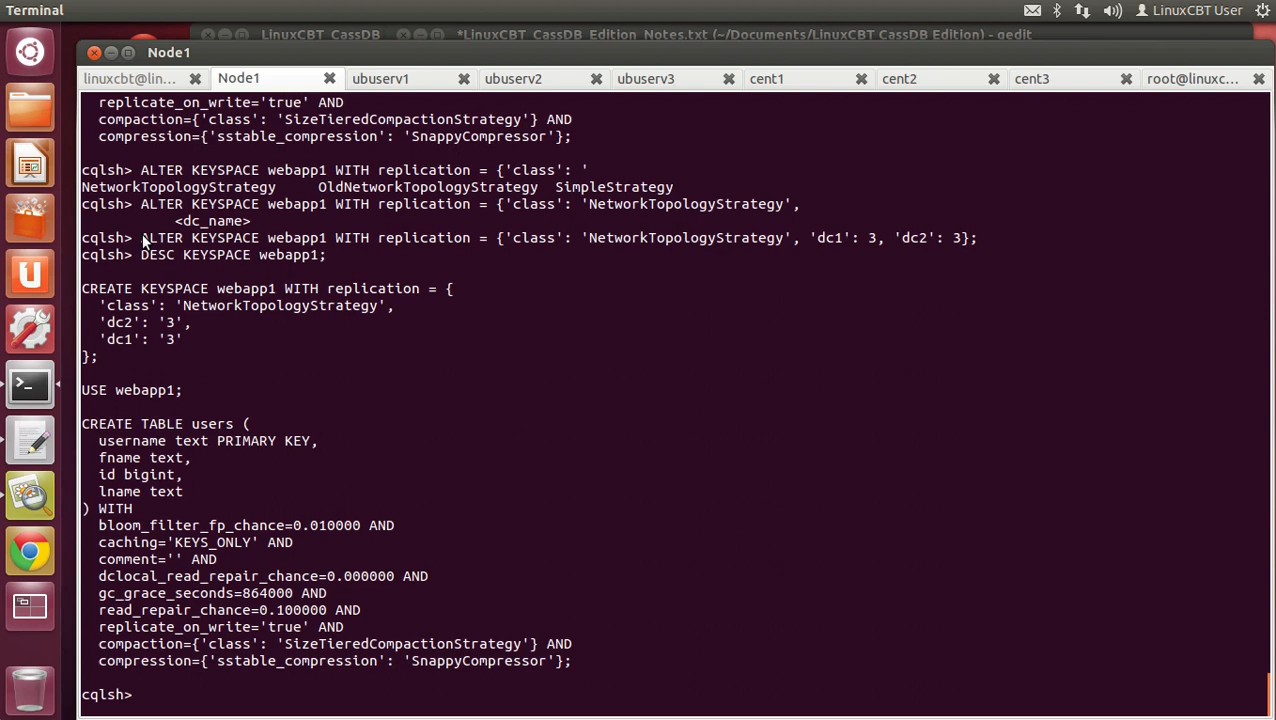 Terminal
LinuxCBT User
LinuxCBT_CassDB
*LinuxCBT_CassDB_Edition_Notes.txt (~/Documents/LinuxCBT CassDB Edition) - gedit
Node1
linuxcbt@lin... Node1 ubuserv1 ubuserv2 ubuserv3 cent1 cent2 cent3 root@linuxc...
  replicate_on_write='true' AND
  compaction={'class': 'SizeTieredCompactionStrategy'} AND
  compression={'sstable_compression': 'SnappyCompressor'};
cqlsh> ALTER KEYSPACE webapp1 WITH replication = {'class': '
NetworkTopologyStrategy     OldNetworkTopologyStrategy  SimpleStrategy
cqlsh> ALTER KEYSPACE webapp1 WITH replication = {'class': 'NetworkTopologyStrategy',
           <dc_name>
cqlsh> ALTER KEYSPACE webapp1 WITH replication = {'class': 'NetworkTopologyStrategy', 'dc1': 3, 'dc2': 3};
cqlsh> DESC KEYSPACE webapp1;
CREATE KEYSPACE webapp1 WITH replication = {
  'class': 'NetworkTopologyStrategy',
  'dc2': '3',
  'dc1': '3'
};
USE webapp1;
CREATE TABLE users (
  username text PRIMARY KEY,
  fname text,
  id bigint,
  lname text
) WITH
  bloom_filter_fp_chance=0.010000 AND
  caching='KEYS_ONLY' AND
  comment='' AND
  dclocal_read_repair_chance=0.000000 AND
  gc_grace_seconds=864000 AND
  read_repair_chance=0.100000 AND
  replicate_on_write='true' AND
  compaction={'class': 'SizeTieredCompactionStrategy'} AND
  compression={'sstable_compression': 'SnappyCompressor'};
cqlsh>